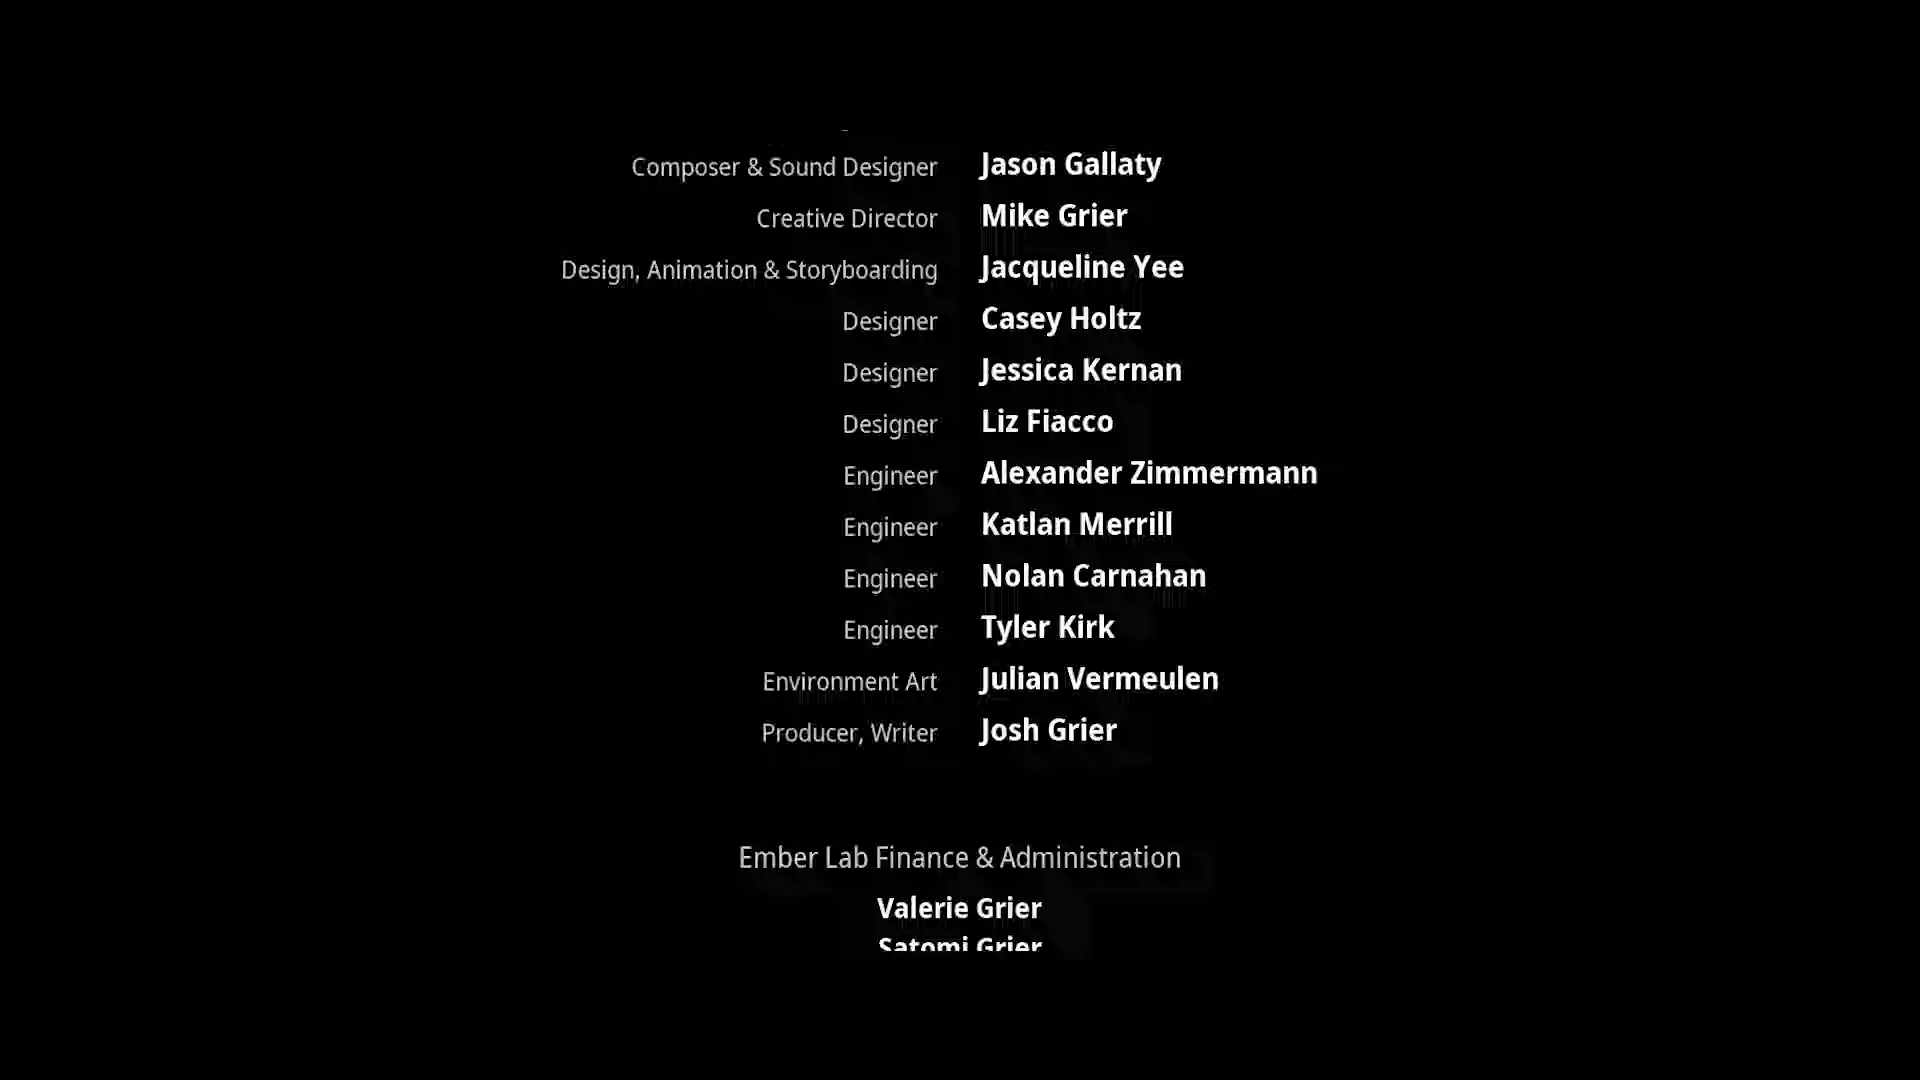 Composer & Sound Designer Jason Gallaty
Creative Director Mike Grier
Design, Animation & Storyboarding Jacqueline Yee
Designer Casey Holtz
Designer Jessica Kernan
Designer Liz Fiacco
Engineer Alexander Zimmermann
Engineer Katlan Merrill
Engineer Nolan Carnahan
Engineer Tyler Kirk
Environment Art Julian Vermeulen
Producer, Writer Josh Grier
Ember Lab Finance & Administration
Valerie Grier
Satomi Grier